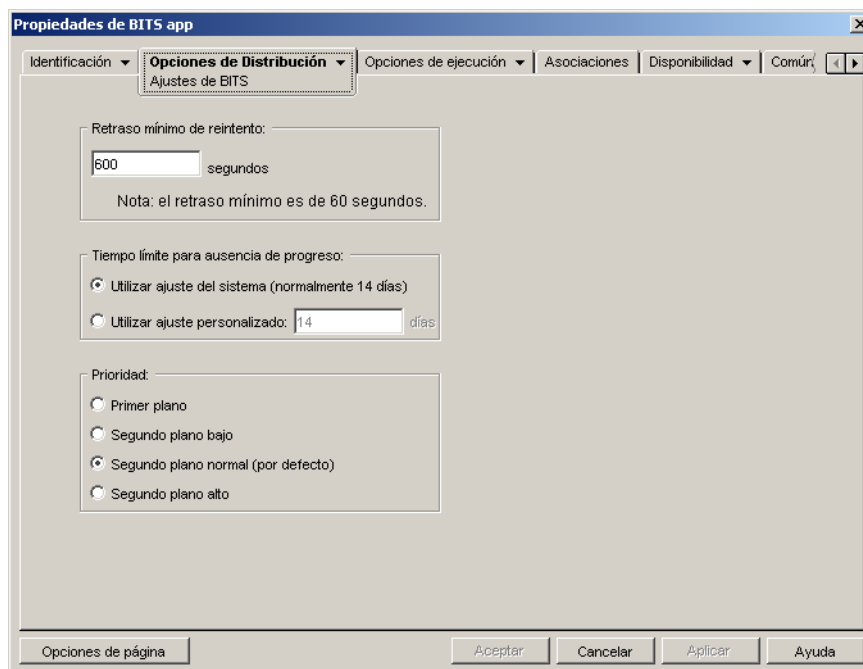 Propiedades de BITS app
Identificación Opciones de Distribución Opciones de ejecución Asociaciones Disponibilidad Común
Ajustes de BITS
Retraso mínimo de reintento:
600 segundos
Nota: el retraso mínimo es de 60 segundos.
Tiempo límite para ausencia de progreso:
Utilizar ajuste del sistema (normalmente 14 días)
Utilizar ajuste personalizado: 14 días
Prioridad:
Primer plano
Segundo plano bajo
Segundo plano normal (por defecto)
Segundo plano alto
Opciones de página Aceptar Cancelar Aplicar Ayuda